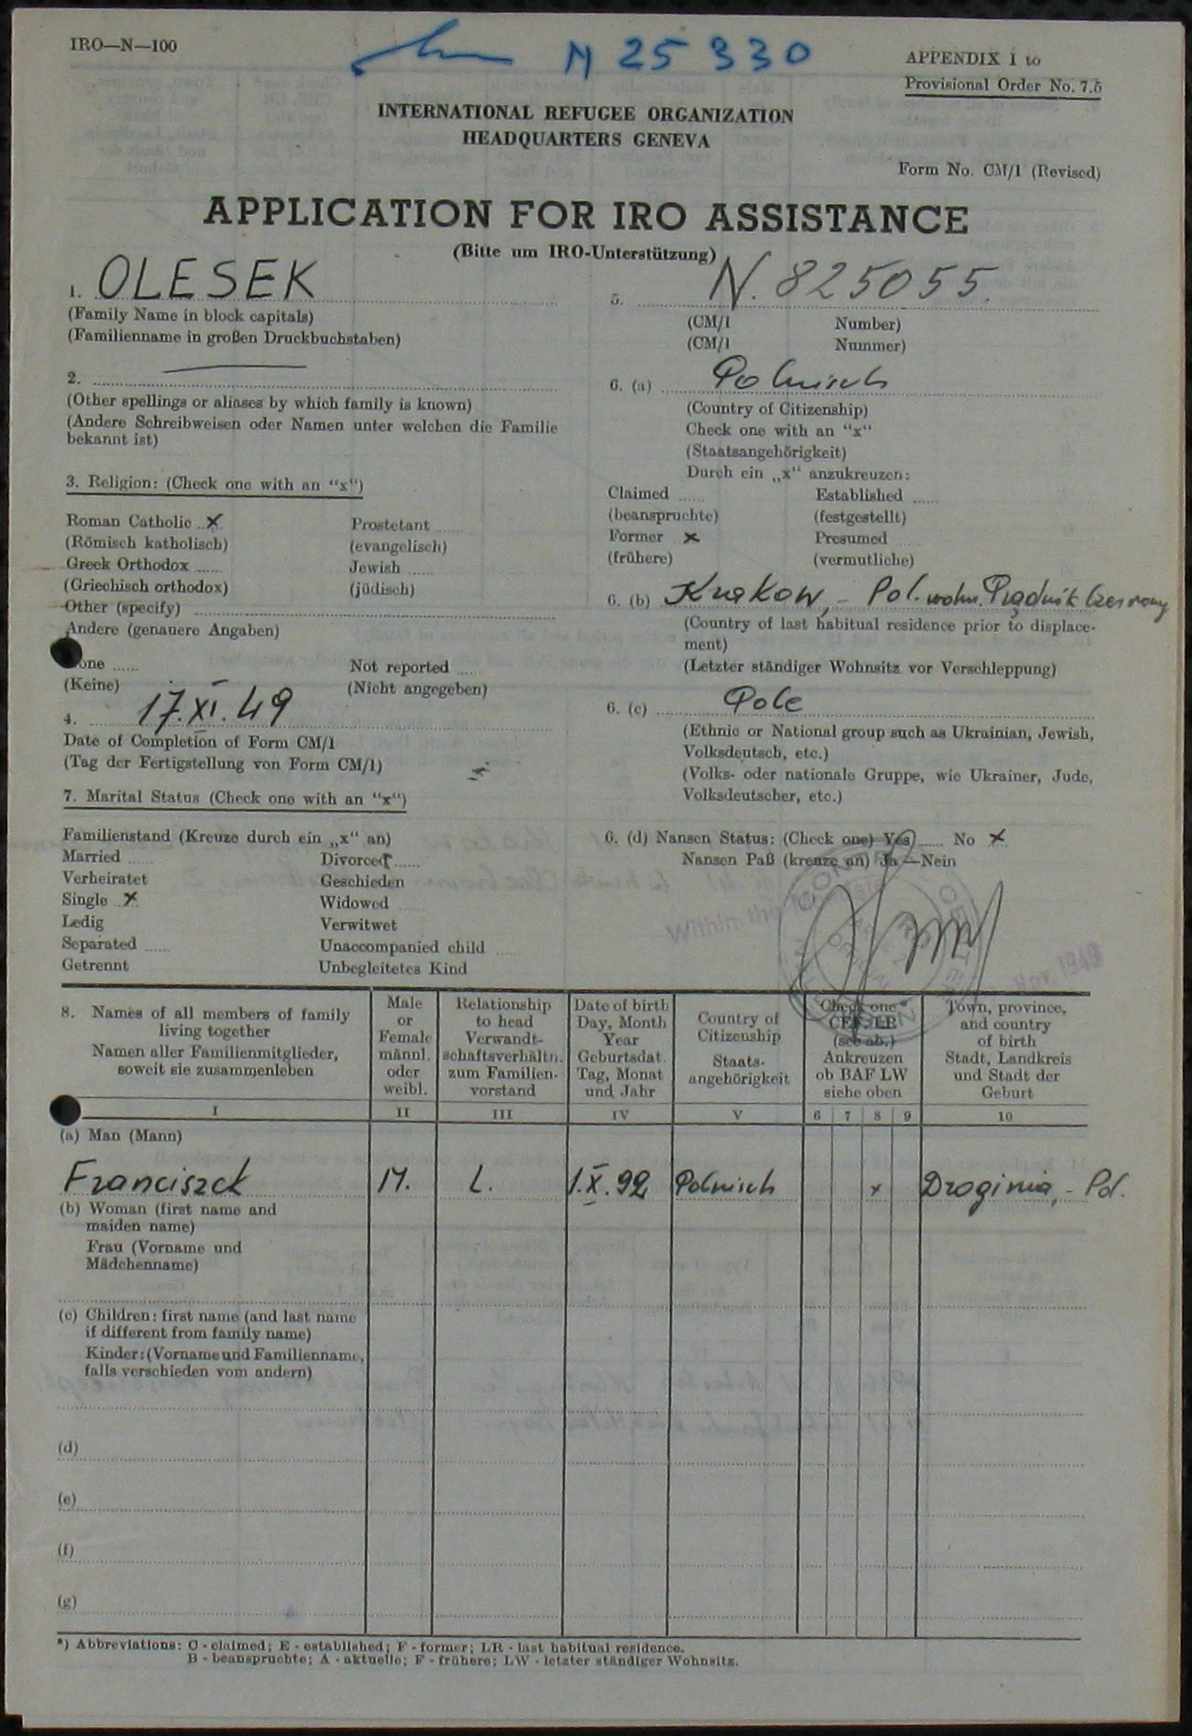 IRO—N—100
N 25 330
APPENDIX 1 to
Provisional Order No. 7.5
INTERNATIONAL REFUGEE ORGANIZATION
HEADQUARTERS GENEVA
Form No. CM/1 (Revised)
APPLICATION FOR IRO ASSISTANCE
(Bitte um IRO-Unterstützung)
1. OLESEK
(Family Name in block capitals)
(Familienname in großen Druckbuchstaben)
2.
(Other spellings or aliases by which family is known)
(Andere Schreibweisen oder Namen unter welchen die Familie
bekannt ist)
3. Religion: (Check one with an “x“)
Roman Catholic x Prostetant
(Römisch katholisch) (evangelisch)
Greek Orthodox Jewish
(Griechisch orthodox) (jüdisch)
Other (specify)
Andere (genauere Angaben)
one Not reported
(Keine) (Nicht angegeben)
4. 17.XI.49
Date of Completion of Form CM/1
(Tag der Fertigstellung von Form CM/1)
5. N. 825055.
(CM/1 Number)
(CM/1 Nummer)
6. (a) Polnisch
(Country of Citizenship)
Check one with an “x“
(Staatsangehörigkeit)
Durch ein „x“ anzukreuzen:
Claimed Established
(beanspruchte) (festgestellt)
Former x Presumed
(frühere) (vermutliche)
6. (b) Krakow, - Pol. wohn. Prądnik Czerwony
(Country of last habitual residence prior to displace-
ment)
(Letzter ständiger Wohnsitz vor Verschleppung)
6. (c) Pole
(Ethnic or National group such as Ukrainian, Jewish,
Volksdeutsch, etc.)
(Volks- oder nationale Gruppe, wie Ukrainer, Jude,
Volksdeutscher, etc.)
7. Marital Status (Check one with an “x“)
Familienstand (Kreuze durch ein „x“ an)
Married Divorced
Verheiratet Geschieden
Single x Widowed
Ledig Verwitwet
Separated Unaccompanied child
Getrennt Unbegleitetes Kind
6. (d) Nansen Status: (Check one) Yes No x
Nansen Paß (kreuze an) Ja — Nein
8. Names of all members of family
living together
Namen aller Familienmitglieder,
soweit sie zusammenleben
Male
or
Female
männl.
oder
weibl.
Relationship
to head
Verwandt-
schaftsverhältn.
zum Familien-
vorstand
Date of birth
Day, Month
Year
Geburtsdat.
Tag, Monat
und Jahr
Country of
Citizenship
Staats-
angehörigkeit
Check one*
CEF LR
(see ab.)
Ankreuzen
ob BAF LW
siehe oben
Town, province,
and country
of birth
Stadt, Landkreis
und Stadt der
Geburt
I II III IV V 6 7 8 9 10
(a) Man (Mann)
Franciszek M. L. 1.X.92 Polnisch x Droginia, - Pol.
(b) Woman (first name and
maiden name)
Frau (Vorname und
Mädchenname)
(c) Children: first name (and last name
if different from family name)
Kinder: (Vorname und Familienname,
falls verschieden vom andern)
(d)
(e)
(f)
(g)
*) Abbreviations: C - claimed; E - established; F - former; LR - last habitual residence.
B - beanspruchte; A - aktuelle; F - frühere; LW - letzter ständiger Wohnsitz.